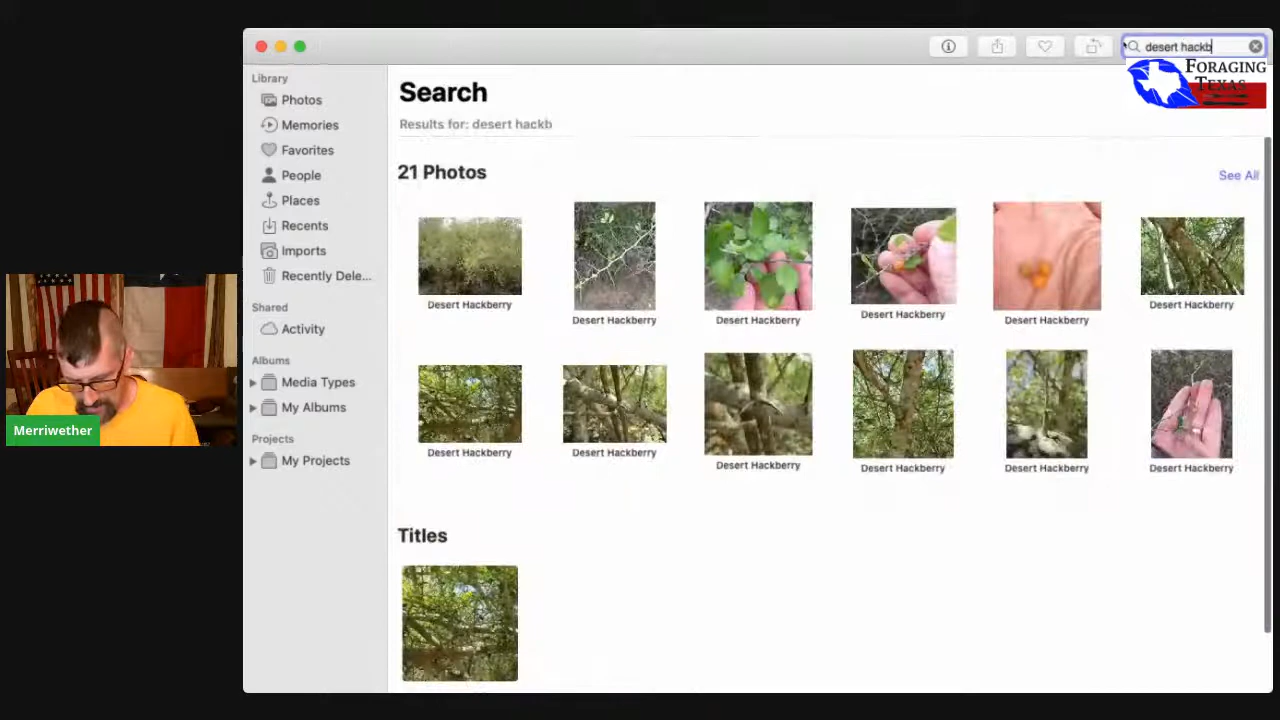 desert hackb
FORAGING
TEXAS
Library
Photos
Memories
Favorites
People
Places
Recents
Imports
Recently Dele...
Shared
Activity
Albums
Media Types
My Albums
Projects
My Projects
Search
Results for: desert hackb
21 Photos
See All
Desert Hackberry
Desert Hackberry
Desert Hackberry
Desert Hackberry
Desert Hackberry
Desert Hackberry
Desert Hackberry
Desert Hackberry
Desert Hackberry
Desert Hackberry
Desert Hackberry
Desert Hackberry
Titles
Merriwether